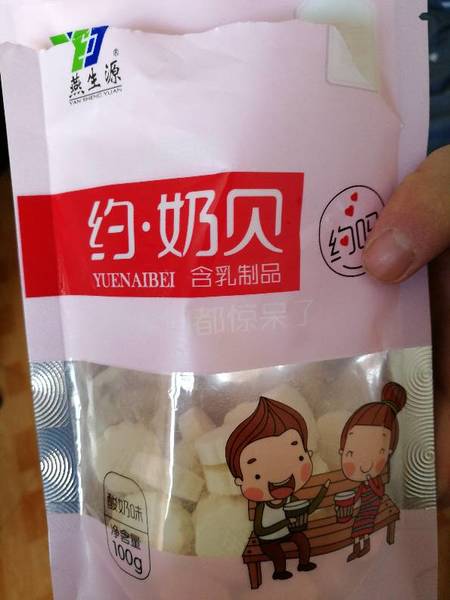 燕生源®
YAN SHENG YUAN
约·奶贝
YUENAIBEI 含乳制品
约吗
都惊呆了
酸奶味
净含量
100g